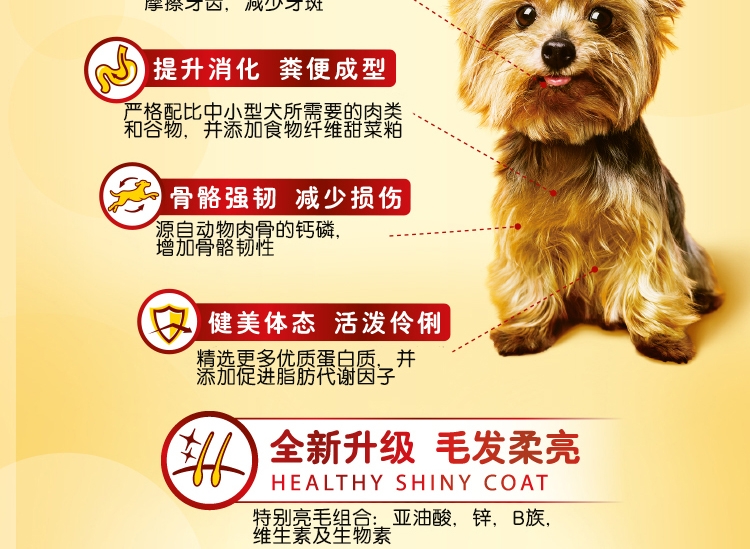 摩擦牙齿，减少牙斑
提升消化 粪便成型
严格配比中小型犬所需要的肉类
和谷物，并添加食物纤维甜菜粕
骨骼强韧 减少损伤
源自动物肉骨的钙磷，
增加骨骼韧性
健美体态 活泼伶俐
精选更多优质蛋白质，并
添加促进脂肪代谢因子
全新升级 毛发柔亮
HEALTHY SHINY COAT
特别亮毛组合：亚油酸，锌，B族，
维生素及生物素